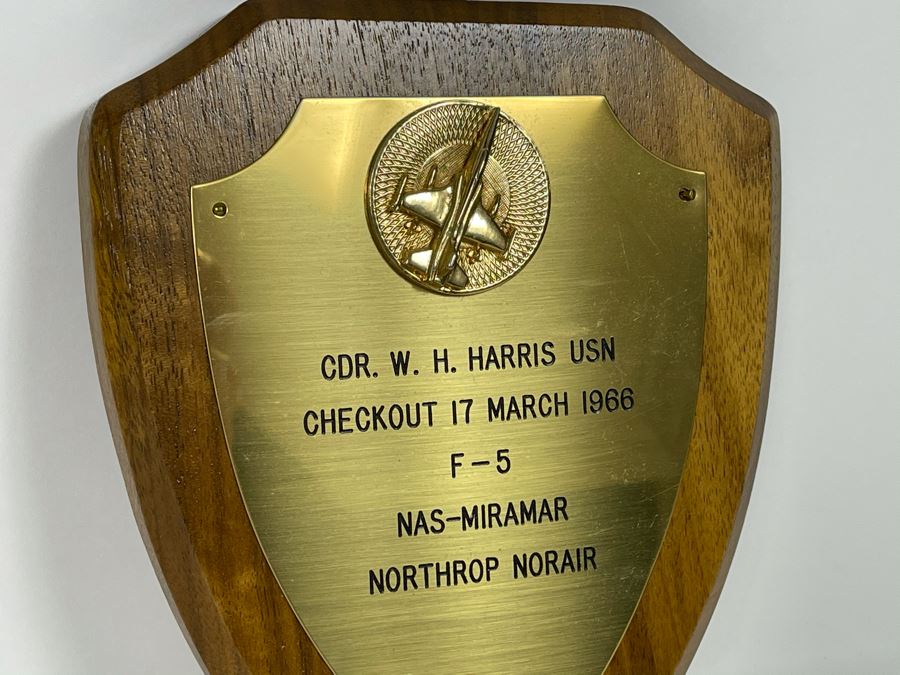 CDR. W. H. HARRIS USN
CHECKOUT 17 MARCH 1966
F-5
NAS-MIRAMAR
NORTHROP NORAIR